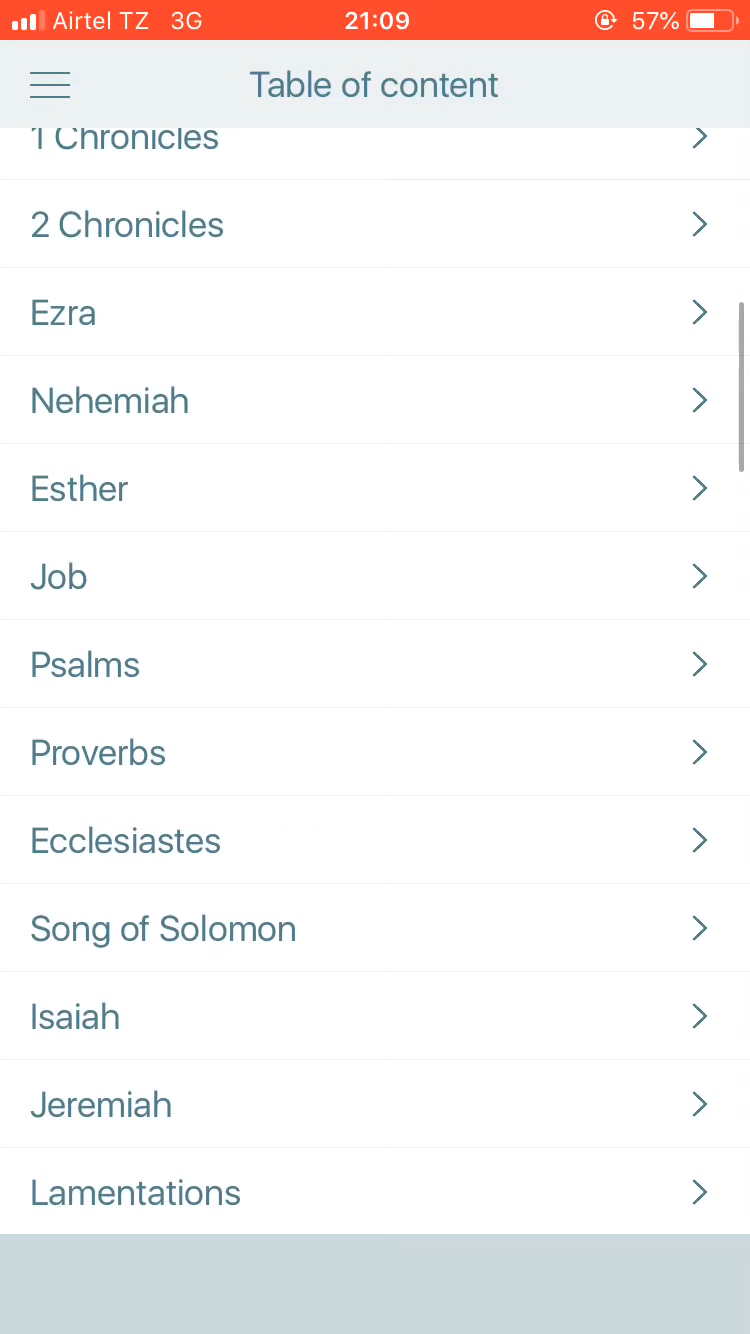 Airtel TZ 3G 21:09 57%
Table of content
1 Chronicles
2 Chronicles
Ezra
Nehemiah
Esther
Job
Psalms
Proverbs
Ecclesiastes
Song of Solomon
Isaiah
Jeremiah
Lamentations